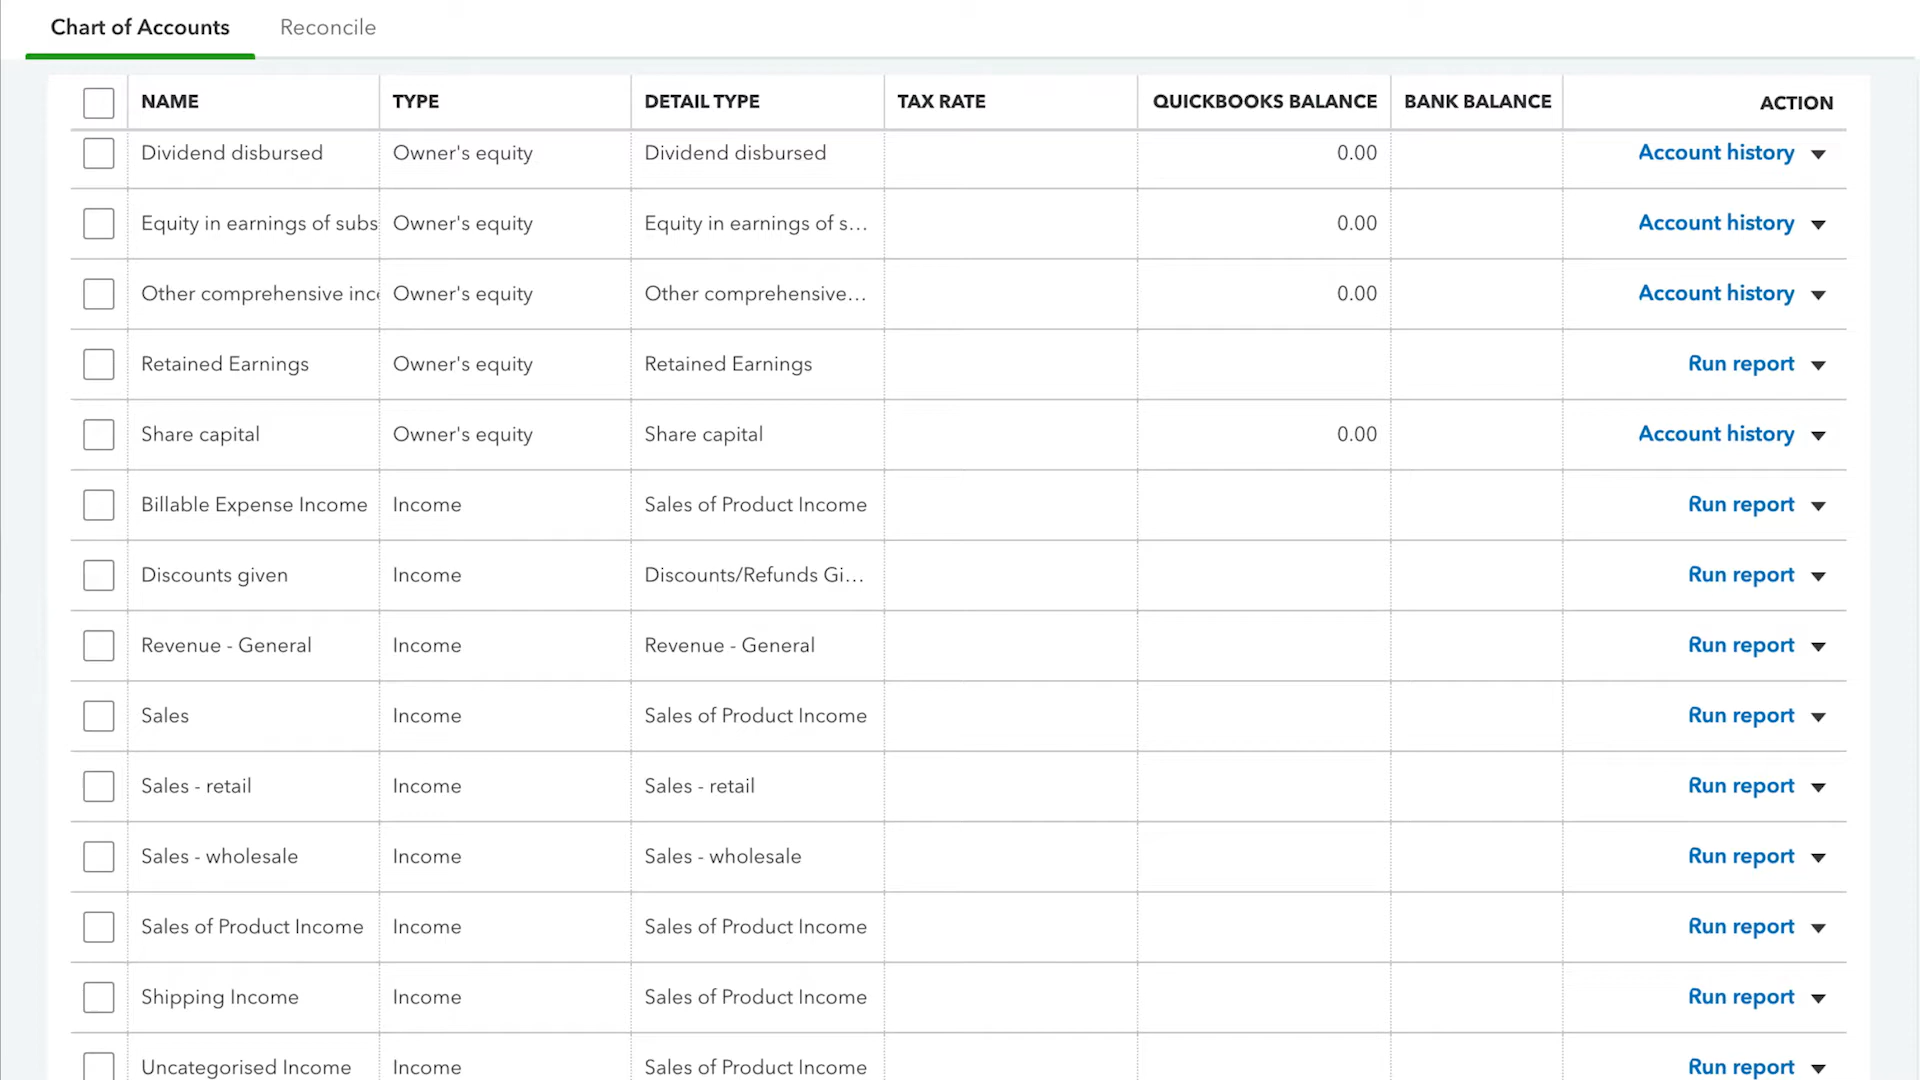 Chart of Accounts Reconcile
NAME TYPE DETAIL TYPE TAX RATE QUICKBOOKS BALANCE BANK BALANCE ACTION
Dividend disbursed Owner's equity Dividend disbursed 0.00 Account history
Equity in earnings of subs Owner's equity Equity in earnings of s... 0.00 Account history
Other comprehensive inc Owner's equity Other comprehensive... 0.00 Account history
Retained Earnings Owner's equity Retained Earnings Run report
Share capital Owner's equity Share capital 0.00 Account history
Billable Expense Income Income Sales of Product Income Run report
Discounts given Income Discounts/Refunds Gi... Run report
Revenue - General Income Revenue - General Run report
Sales Income Sales of Product Income Run report
Sales - retail Income Sales - retail Run report
Sales - wholesale Income Sales - wholesale Run report
Sales of Product Income Income Sales of Product Income Run report
Shipping Income Income Sales of Product Income Run report
Uncategorised Income Income Sales of Product Income Run report